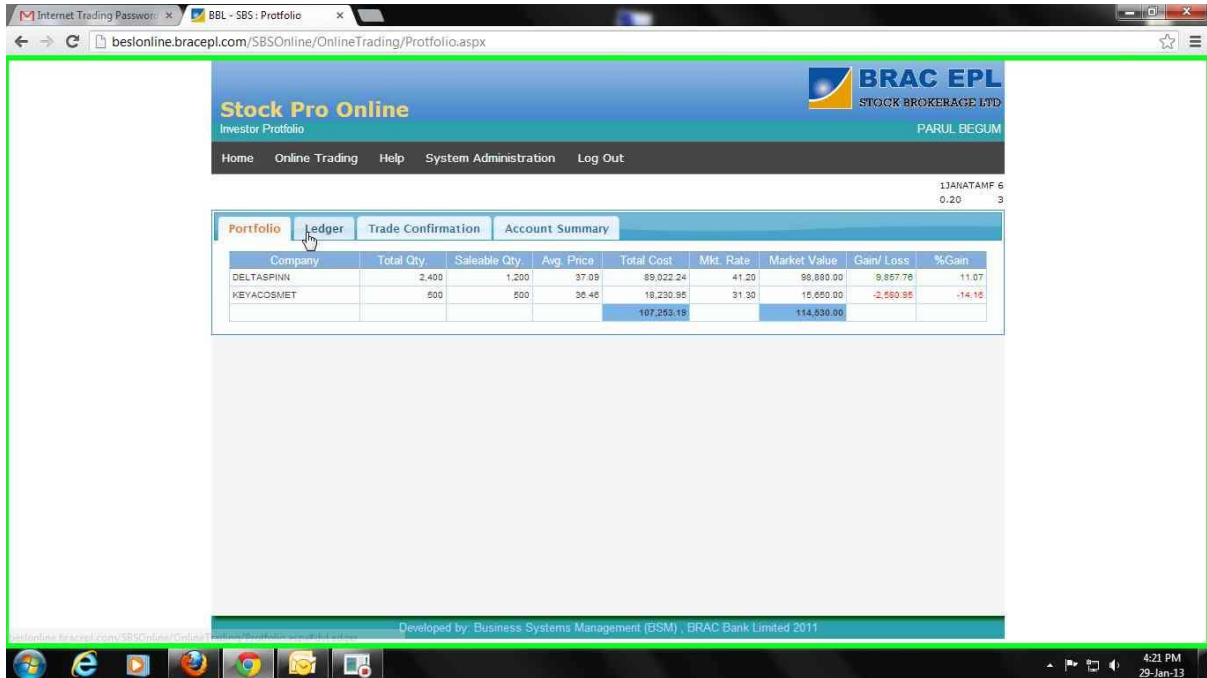 Internet Trading Passwor
BBL - SBS : Protfolio
beslonline.bracepl.com/SBSOnline/OnlineTrading/Protfolio.aspx
Stock Pro Online
Investor Protfolio
BRAC EPL
STOCK BROKERAGE LTD
PARUL BEGUM
Home Online Trading Help System Administration Log Out
1JANATAMF 6
0.20 3
Portfolio Ledger Trade Confirmation Account Summary
Company Total Qty. Saleable Qty. Avg. Price Total Cost Mkt. Rate Market Value Gain/ Loss %Gain
DELTASPINN 2,400 1,200 37.09 89,022.24 41.20 98,880.00 9,857.76 11.07
KEYACOSMET 500 500 36.46 18,230.95 31.30 15,650.00 -2,580.95 -14.16
107,253.19 114,530.00
Developed by: Business Systems Management (BSM) , BRAC Bank Limited 2011
4:21 PM
29-Jan-13